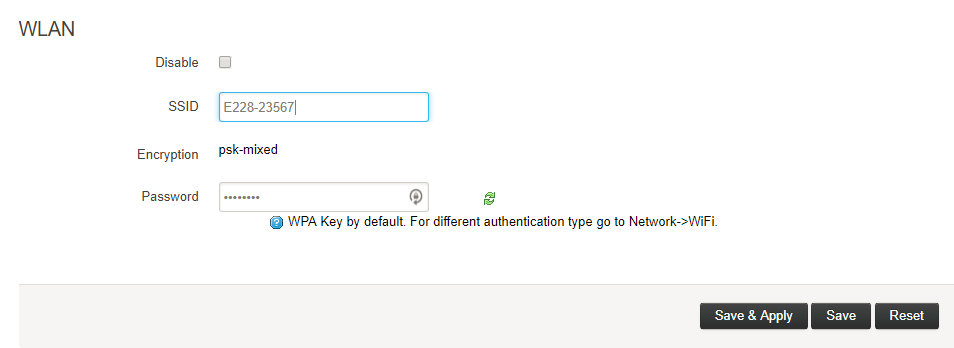 WLAN
Disable
SSID E228-23567
Encryption psk-mixed
Password ••••••••
WPA Key by default. For different authentication type go to Network->WiFi.
Save & Apply Save Reset